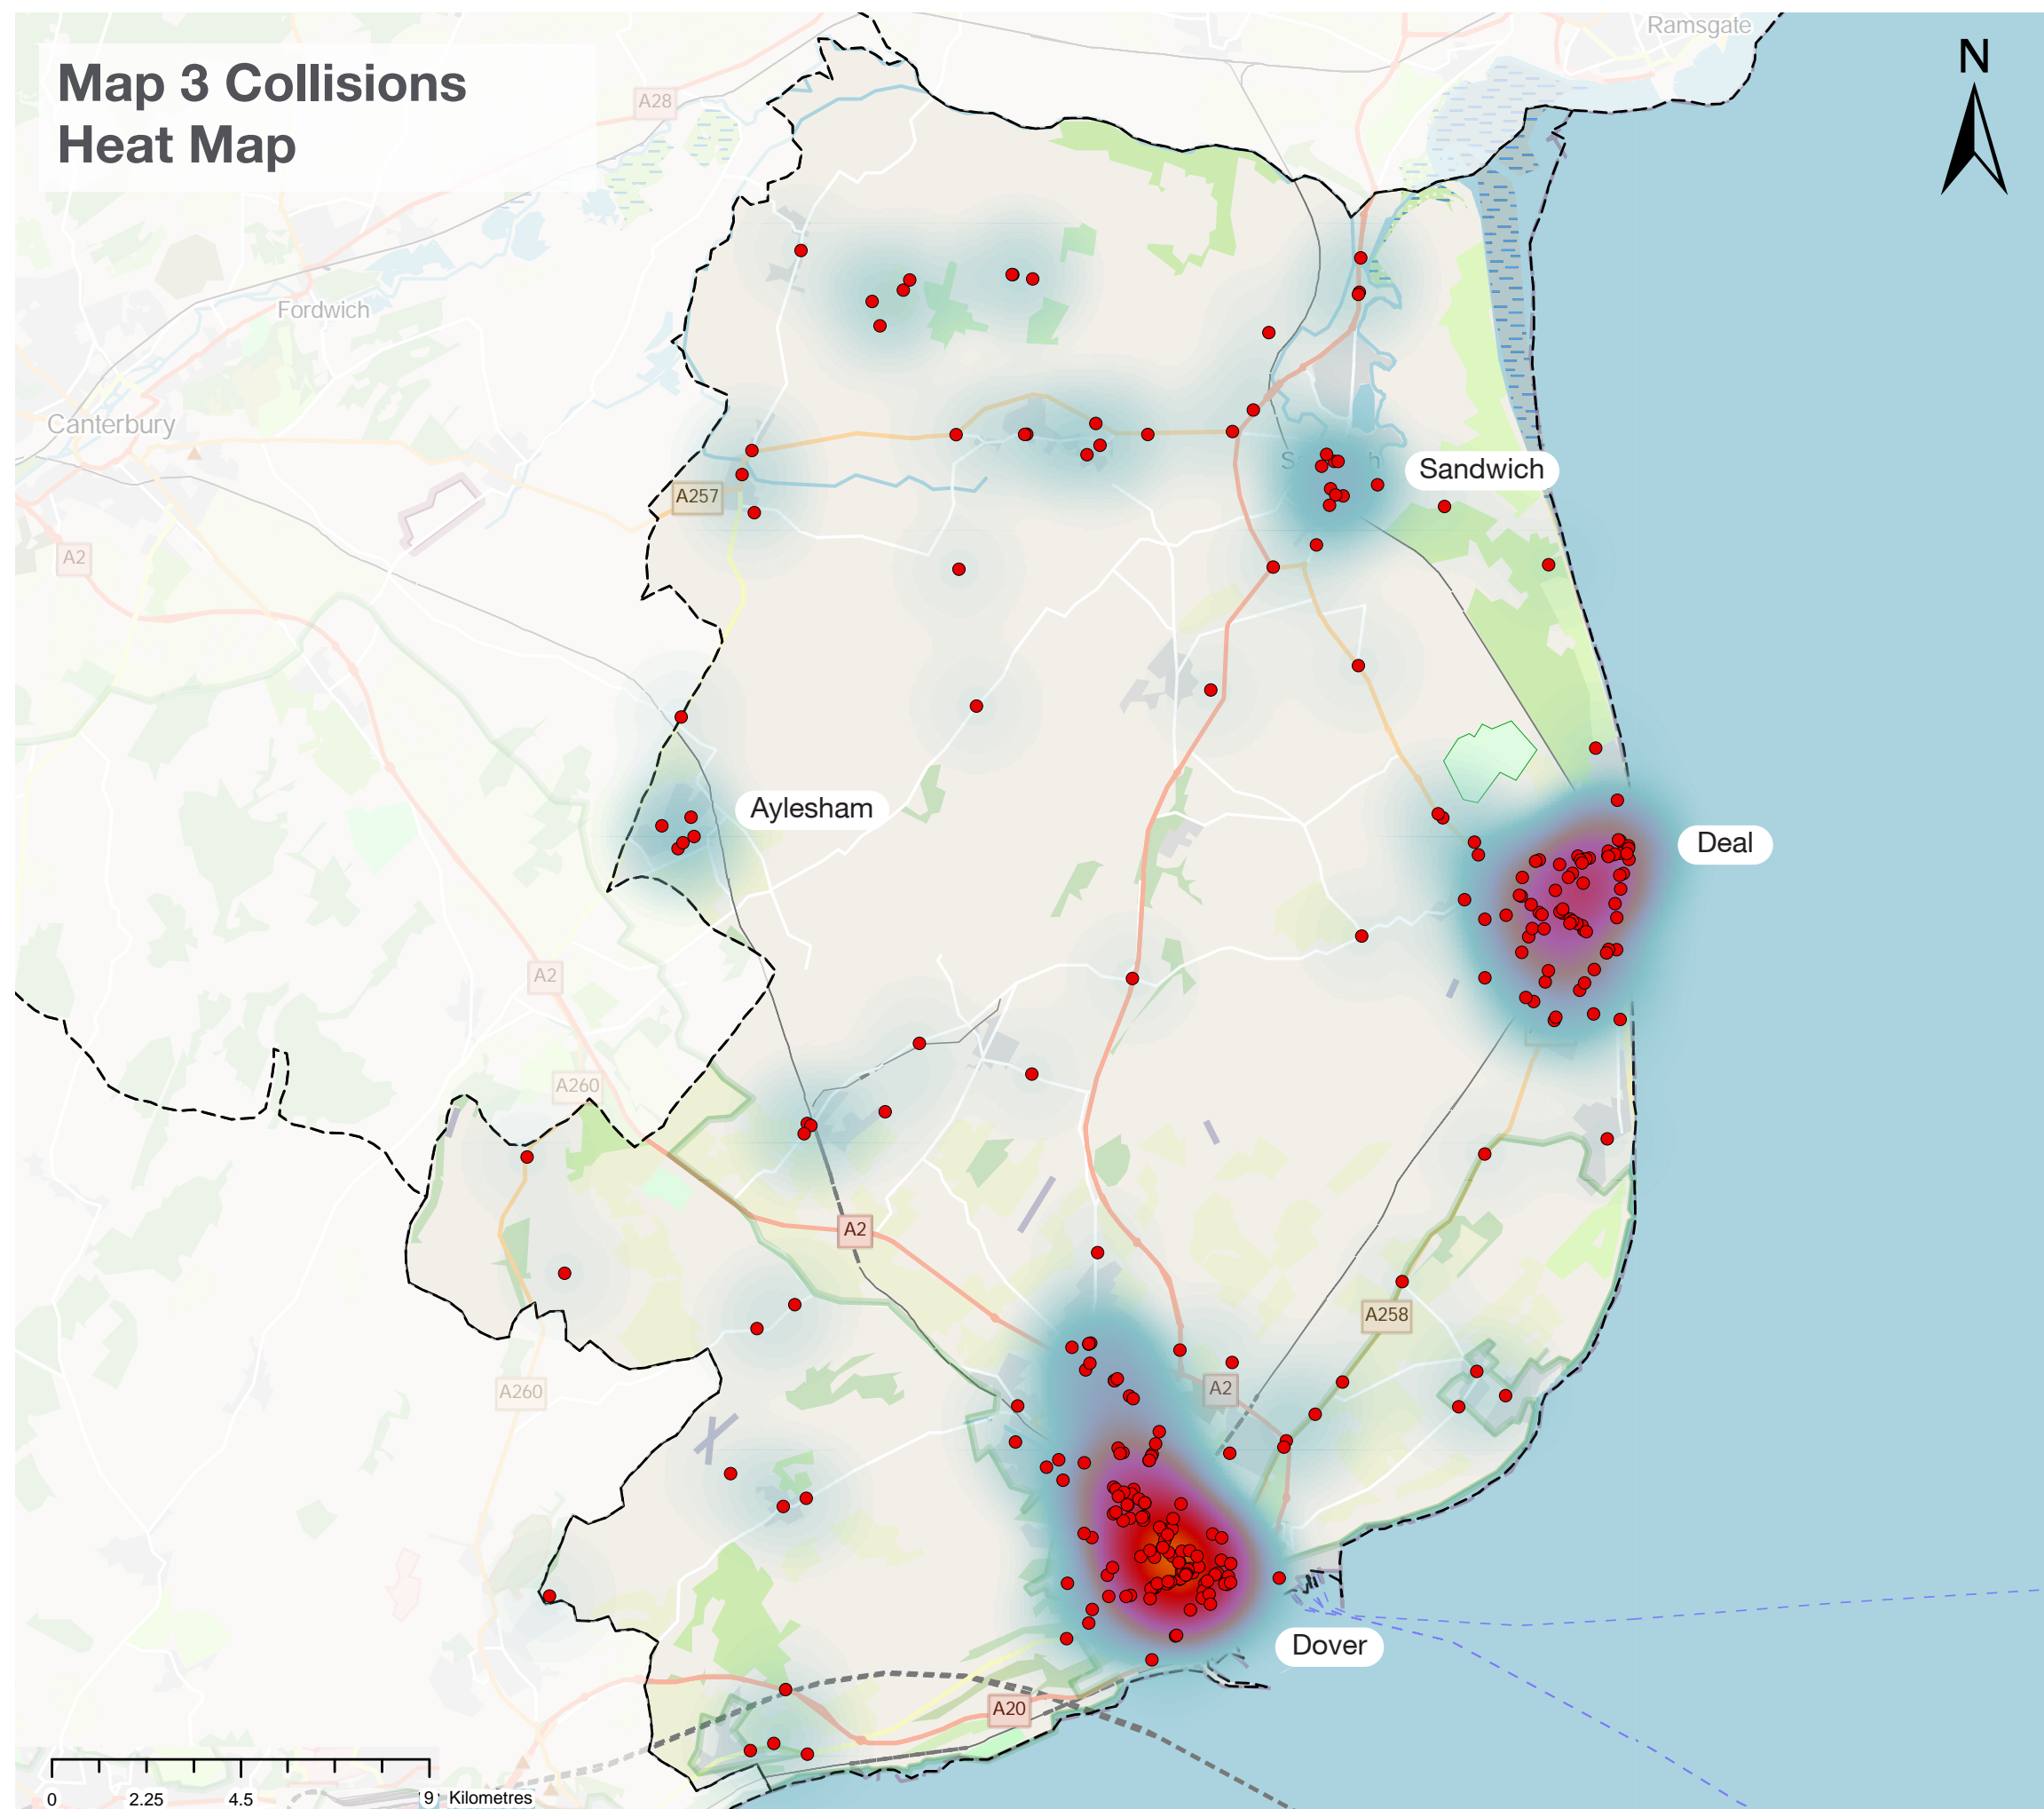 Map 3 Collisions
Heat Map
Ramsgate
N
A28
Fordwich
Canterbury
Sandwich
A257
A2
Aylesham
Deal
A2
A260
A2
A258
A2
A260
Dover
A20
0 2.25 4.5 9 Kilometres